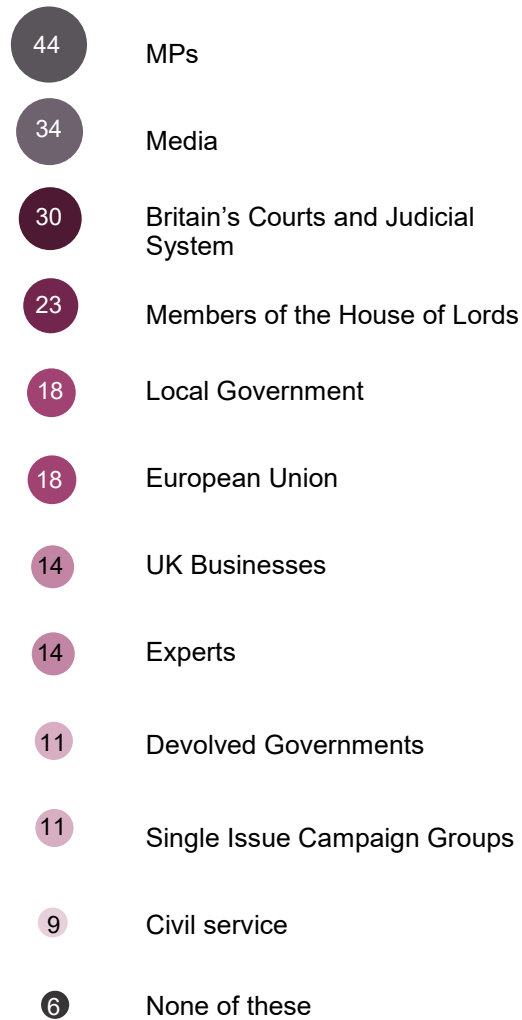 44
MPs
34
Media
30
Britain's Courts and Judicial
System
23
Members of the House of Lords
18
Local Government
18
European Union
14
UK Businesses
14
Experts
11
Devolved Governments
11
Single Issue Campaign Groups
9
Civil service
6
None of these